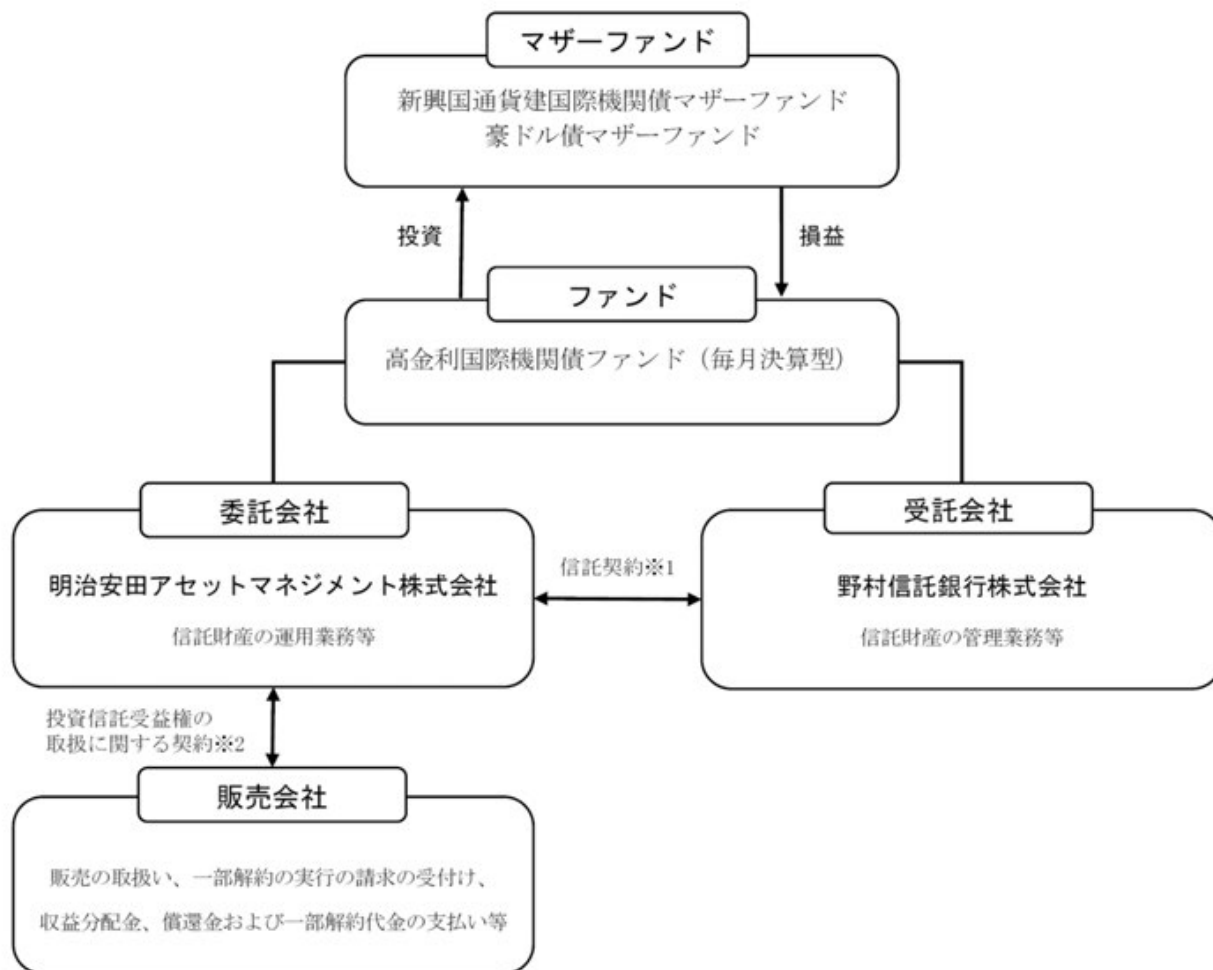 マザーファンド
新興国通貨建国際機関債マザーファンド
豪ドル債マザーファンド
投資
損益
ファンド
高金利国際機関債ファンド（毎月決算型）
委託会社
明治安田アセットマネジメント株式会社
信託財産の運用業務等
信託契約※1
受託会社
野村信託銀行株式会社
信託財産の管理業務等
投資信託受益権の
取扱に関する契約※2
販売会社
販売の取扱い、一部解約の実行の請求の受付け、
収益分配金、償還金および一部解約代金の支払い等